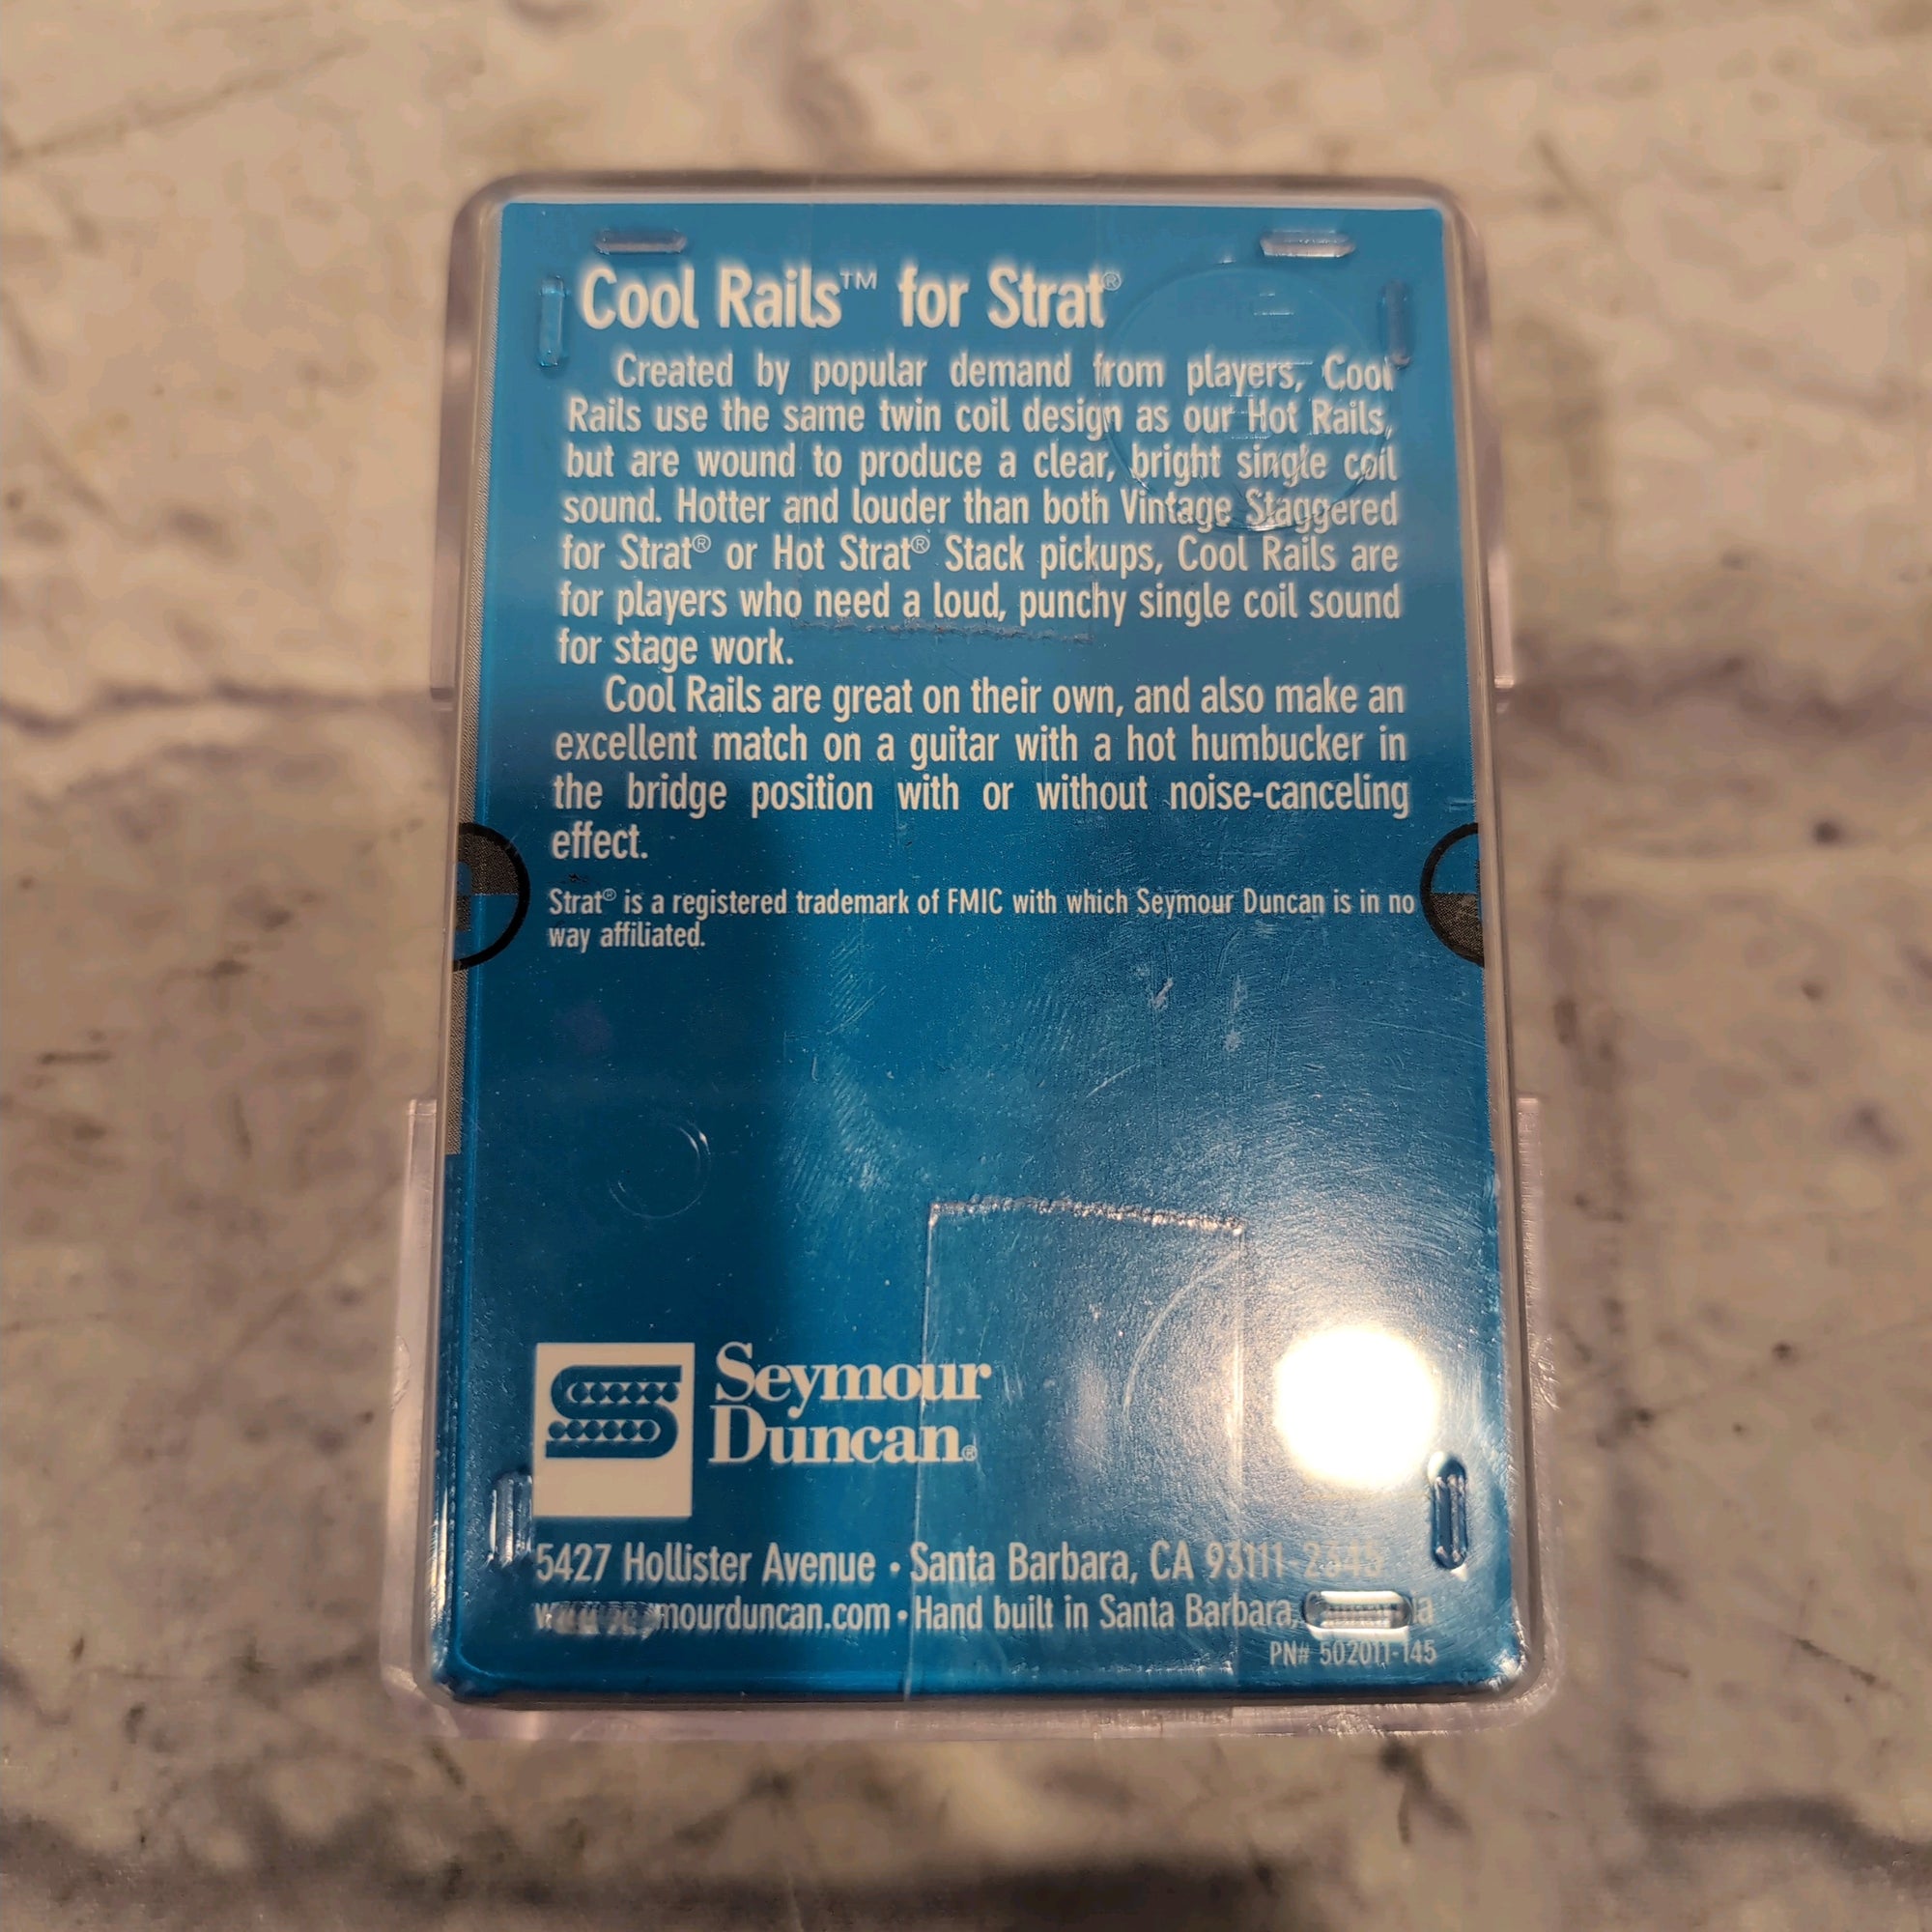 Cool Rails™ for Strat®
Created by popular demand from players, Cool
Rails use the same twin coil design as our Hot Rails,
but are wound to produce a clear, bright single coil
sound. Hotter and louder than both Vintage Staggered
for Strat® or Hot Strat® Stack pickups, Cool Rails are
for players who need a loud, punchy single coil sound
for stage work.
Cool Rails are great on their own, and also make an
excellent match on a guitar with a hot humbucker in
the bridge position with or without noise-canceling
effect.
Strat® is a registered trademark of FMIC with which Seymour Duncan is in no
way affiliated.
Seymour
Duncan®
5427 Hollister Avenue • Santa Barbara, CA 93111-2345
www.seymourduncan.com • Hand built in Santa Barbara, California
PN# 502011-145